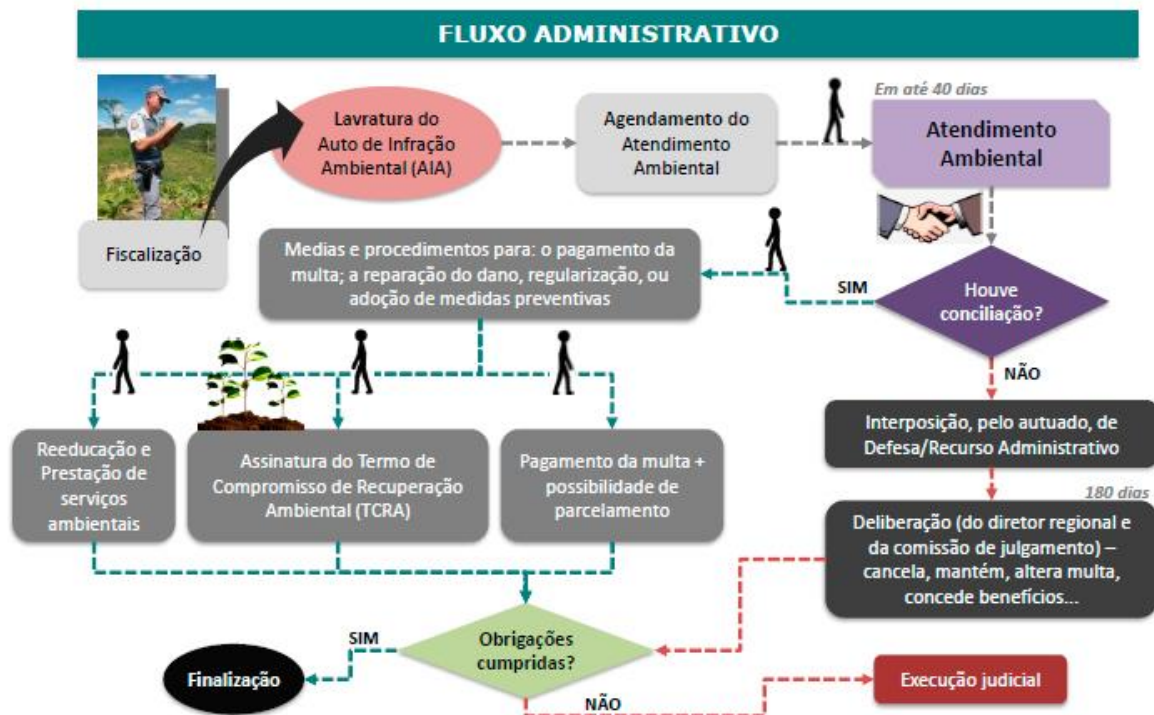 FLUXO ADMINISTRATIVO
Fiscalização
Lavratura do
Auto de Infração
Ambiental (AIA)
Agendamento do
Atendimento
Ambiental
Em até 40 dias
Atendimento
Ambiental
Houve
conciliação?
SIM
Medias e procedimentos para: o pagamento da
multa; a reparação do dano, regularização, ou
adoção de medidas preventivas
NÃO
Interposição, pelo autuado, de
Defesa/Recurso Administrativo
180 dias
Deliberação (do diretor regional e
da comissão de julgamento) –
cancela, mantém, altera multa,
concede benefícios...
Reeducação e
Prestação de
serviços
ambientais
Assinatura do Termo de
Compromisso de Recuperação
Ambiental (TCRA)
Pagamento da multa +
possibilidade de
parcelamento
Obrigações
cumpridas?
SIM
Finalização
NÃO
Execução judicial